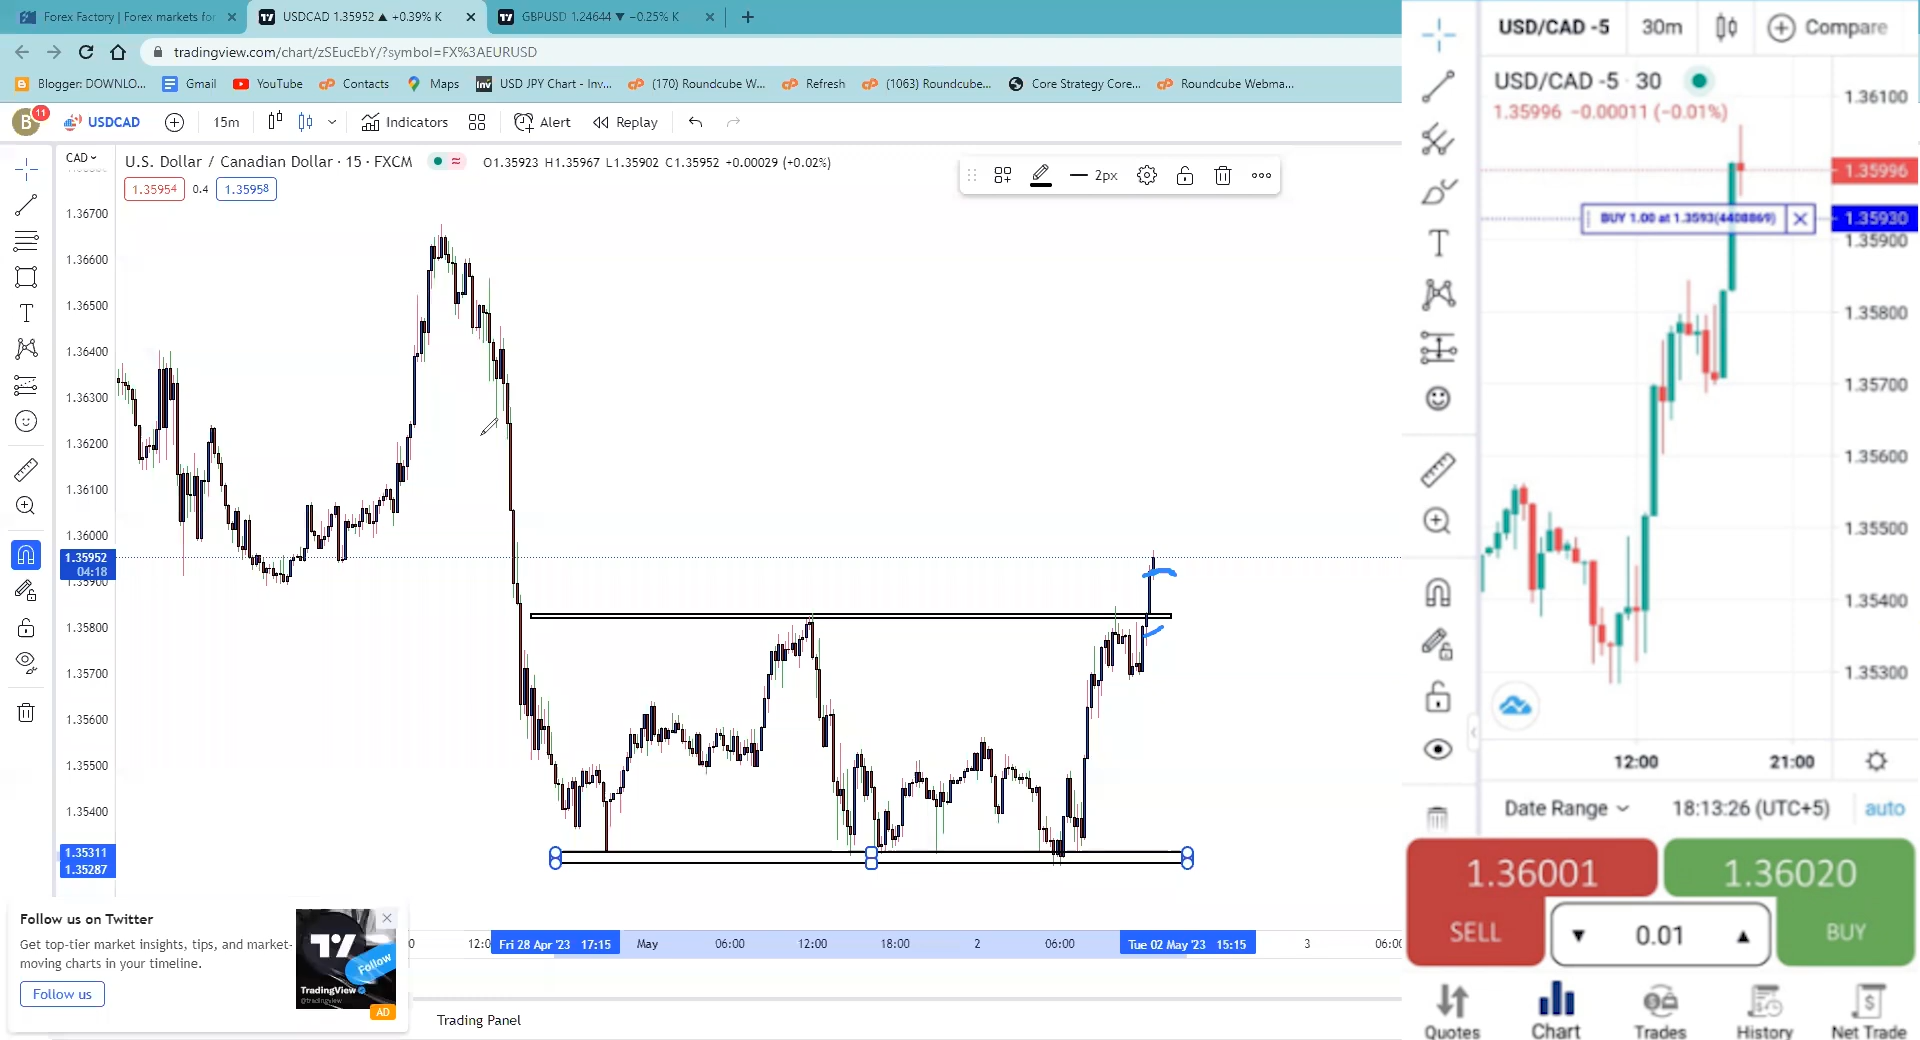 Forex Factory | Forex markets for
USDCAD 1.35952 ▲ +0.39% K
GBPUSD 1.24644 ▼ −0.25% K
tradingview.com/chart/zSEucEbY/?symbol=FX%3AEURUSD
Blogger: DOWNLO...
Gmail
YouTube
Contacts
Maps
USD JPY Chart - Inv...
(170) Roundcube W...
Refresh
(1063) Roundcube...
Core Strategy Core...
Roundcube Webma...
B
11
USDCAD
15m
Indicators
Alert
Replay
CAD
U.S. Dollar / Canadian Dollar · 15 · FXCM
O1.35923 H1.35967 L1.35902 C1.35952 +0.00029 (+0.02%)
1.35954
0.4
1.35958
2px
1.36700
1.36600
1.36500
1.36400
1.36300
1.36200
1.36100
1.36000
1.35952
04:18
1.35900
1.35800
1.35700
1.35600
1.35500
1.35400
1.35311
1.35287
Follow us on Twitter
Get top-tier market insights, tips, and market-
moving charts in your timeline.
Follow us
Follow
TradingView
@tradingview
AD
0
12:0
Fri 28 Apr '23 17:15
May
06:00
12:00
18:00
2
06:00
Tue 02 May '23 15:15
3
06:0
Trading Panel
USD/CAD -5
30m
Compare
USD/CAD -5 · 30
1.35996 −0.00011 (−0.01%)
1.36100
1.35996
BUY 1.00 at 1.3593(4408869)
1.35930
1.35900
1.35800
1.35700
1.35600
1.35500
1.35400
1.35300
12:00
21:00
Date Range
18:13:26 (UTC+5)
auto
1.36001
SELL
0.01
1.36020
BUY
Quotes
Chart
Trades
History
Net Trade